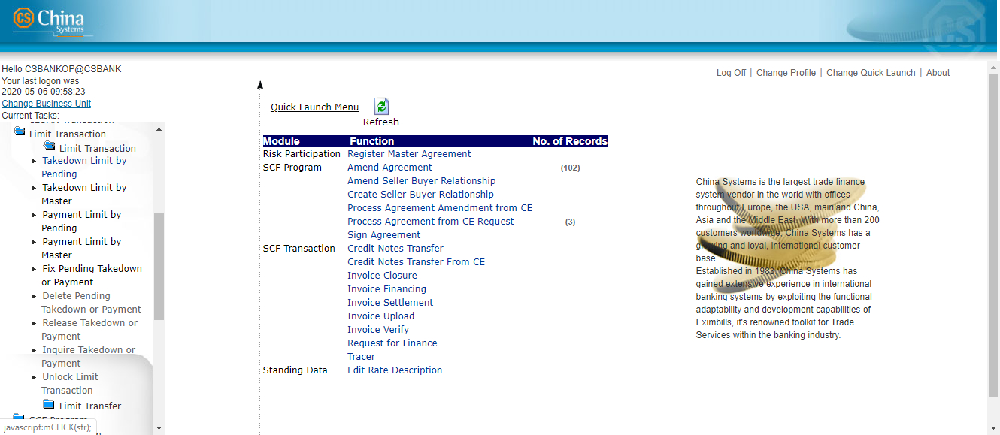 CS China
Systems
CS
Hello CSBANKOP@CSBANK
Your last logon was
2020-05-06 09:58:23
Change Business Unit
Current Tasks:
Limit Transaction
Limit Transaction
Takedown Limit by
Pending
Takedown Limit by
Master
Payment Limit by
Pending
Payment Limit by
Master
Fix Pending Takedown
or Payment
Delete Pending
Takedown or Payment
Release Takedown or
Payment
Inquire Takedown or
Payment
Unlock Limit
Transaction
Limit Transfer
SCF Program
javascript:mCLICK(str);
Log Off | Change Profile | Change Quick Launch | About
Quick Launch Menu
Refresh
Module Function No. of Records
Risk Participation Register Master Agreement
SCF Program Amend Agreement (102)
Amend Seller Buyer Relationship
Create Seller Buyer Relationship
Process Agreement Amendment from CE
Process Agreement from CE Request (3)
Sign Agreement
SCF Transaction Credit Notes Transfer
Credit Notes Transfer From CE
Invoice Closure
Invoice Financing
Invoice Settlement
Invoice Upload
Invoice Verify
Request for Finance
Tracer
Standing Data Edit Rate Description
China Systems is the largest trade finance
system vendor in the world with offices
throughout Europe, the USA, mainland China,
Asia and the Middle East. With more than 200
customers worldwide, China Systems has a
growing and loyal, international customer
base.
Established in 1983, China Systems has
gained extensive experience in international
banking systems by exploiting the functional
adaptability and development capabilities of
Eximbills, it's renowned toolkit for Trade
Services within the banking industry.